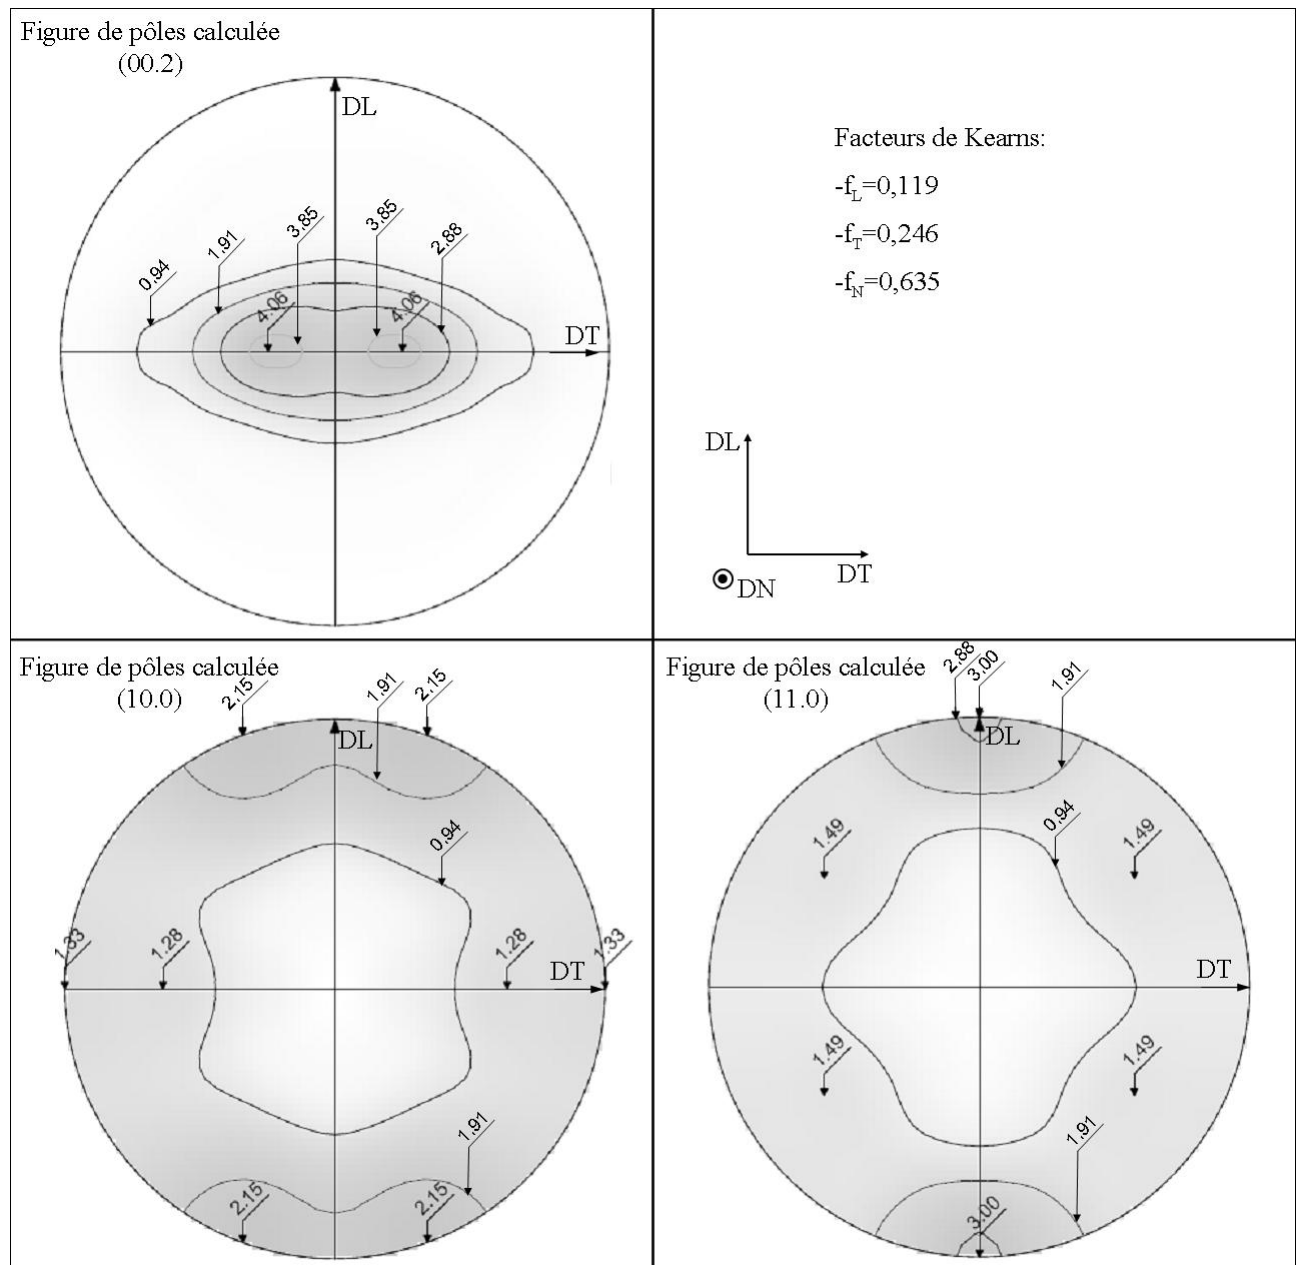 Figure de pôles calculée
(00.2)
DL
3,85
3,85
1,91
2,88
0,94
4.06
4.06
DT
Facteurs de Kearns:
-fL=0,119
-fT=0,246
-fN=0,635
DL
DT
DN
Figure de pôles calculée
(10.0)
2.15
1,91
2.15
DL
0,94
1.33
1.28
1.28
1.33
DT
1,91
2.15
2.15
Figure de pôles calculée
(11.0)
2,88
3.00
1,91
DL
0,94
1.49
1.49
DT
1.49
1.49
1,91
3.00